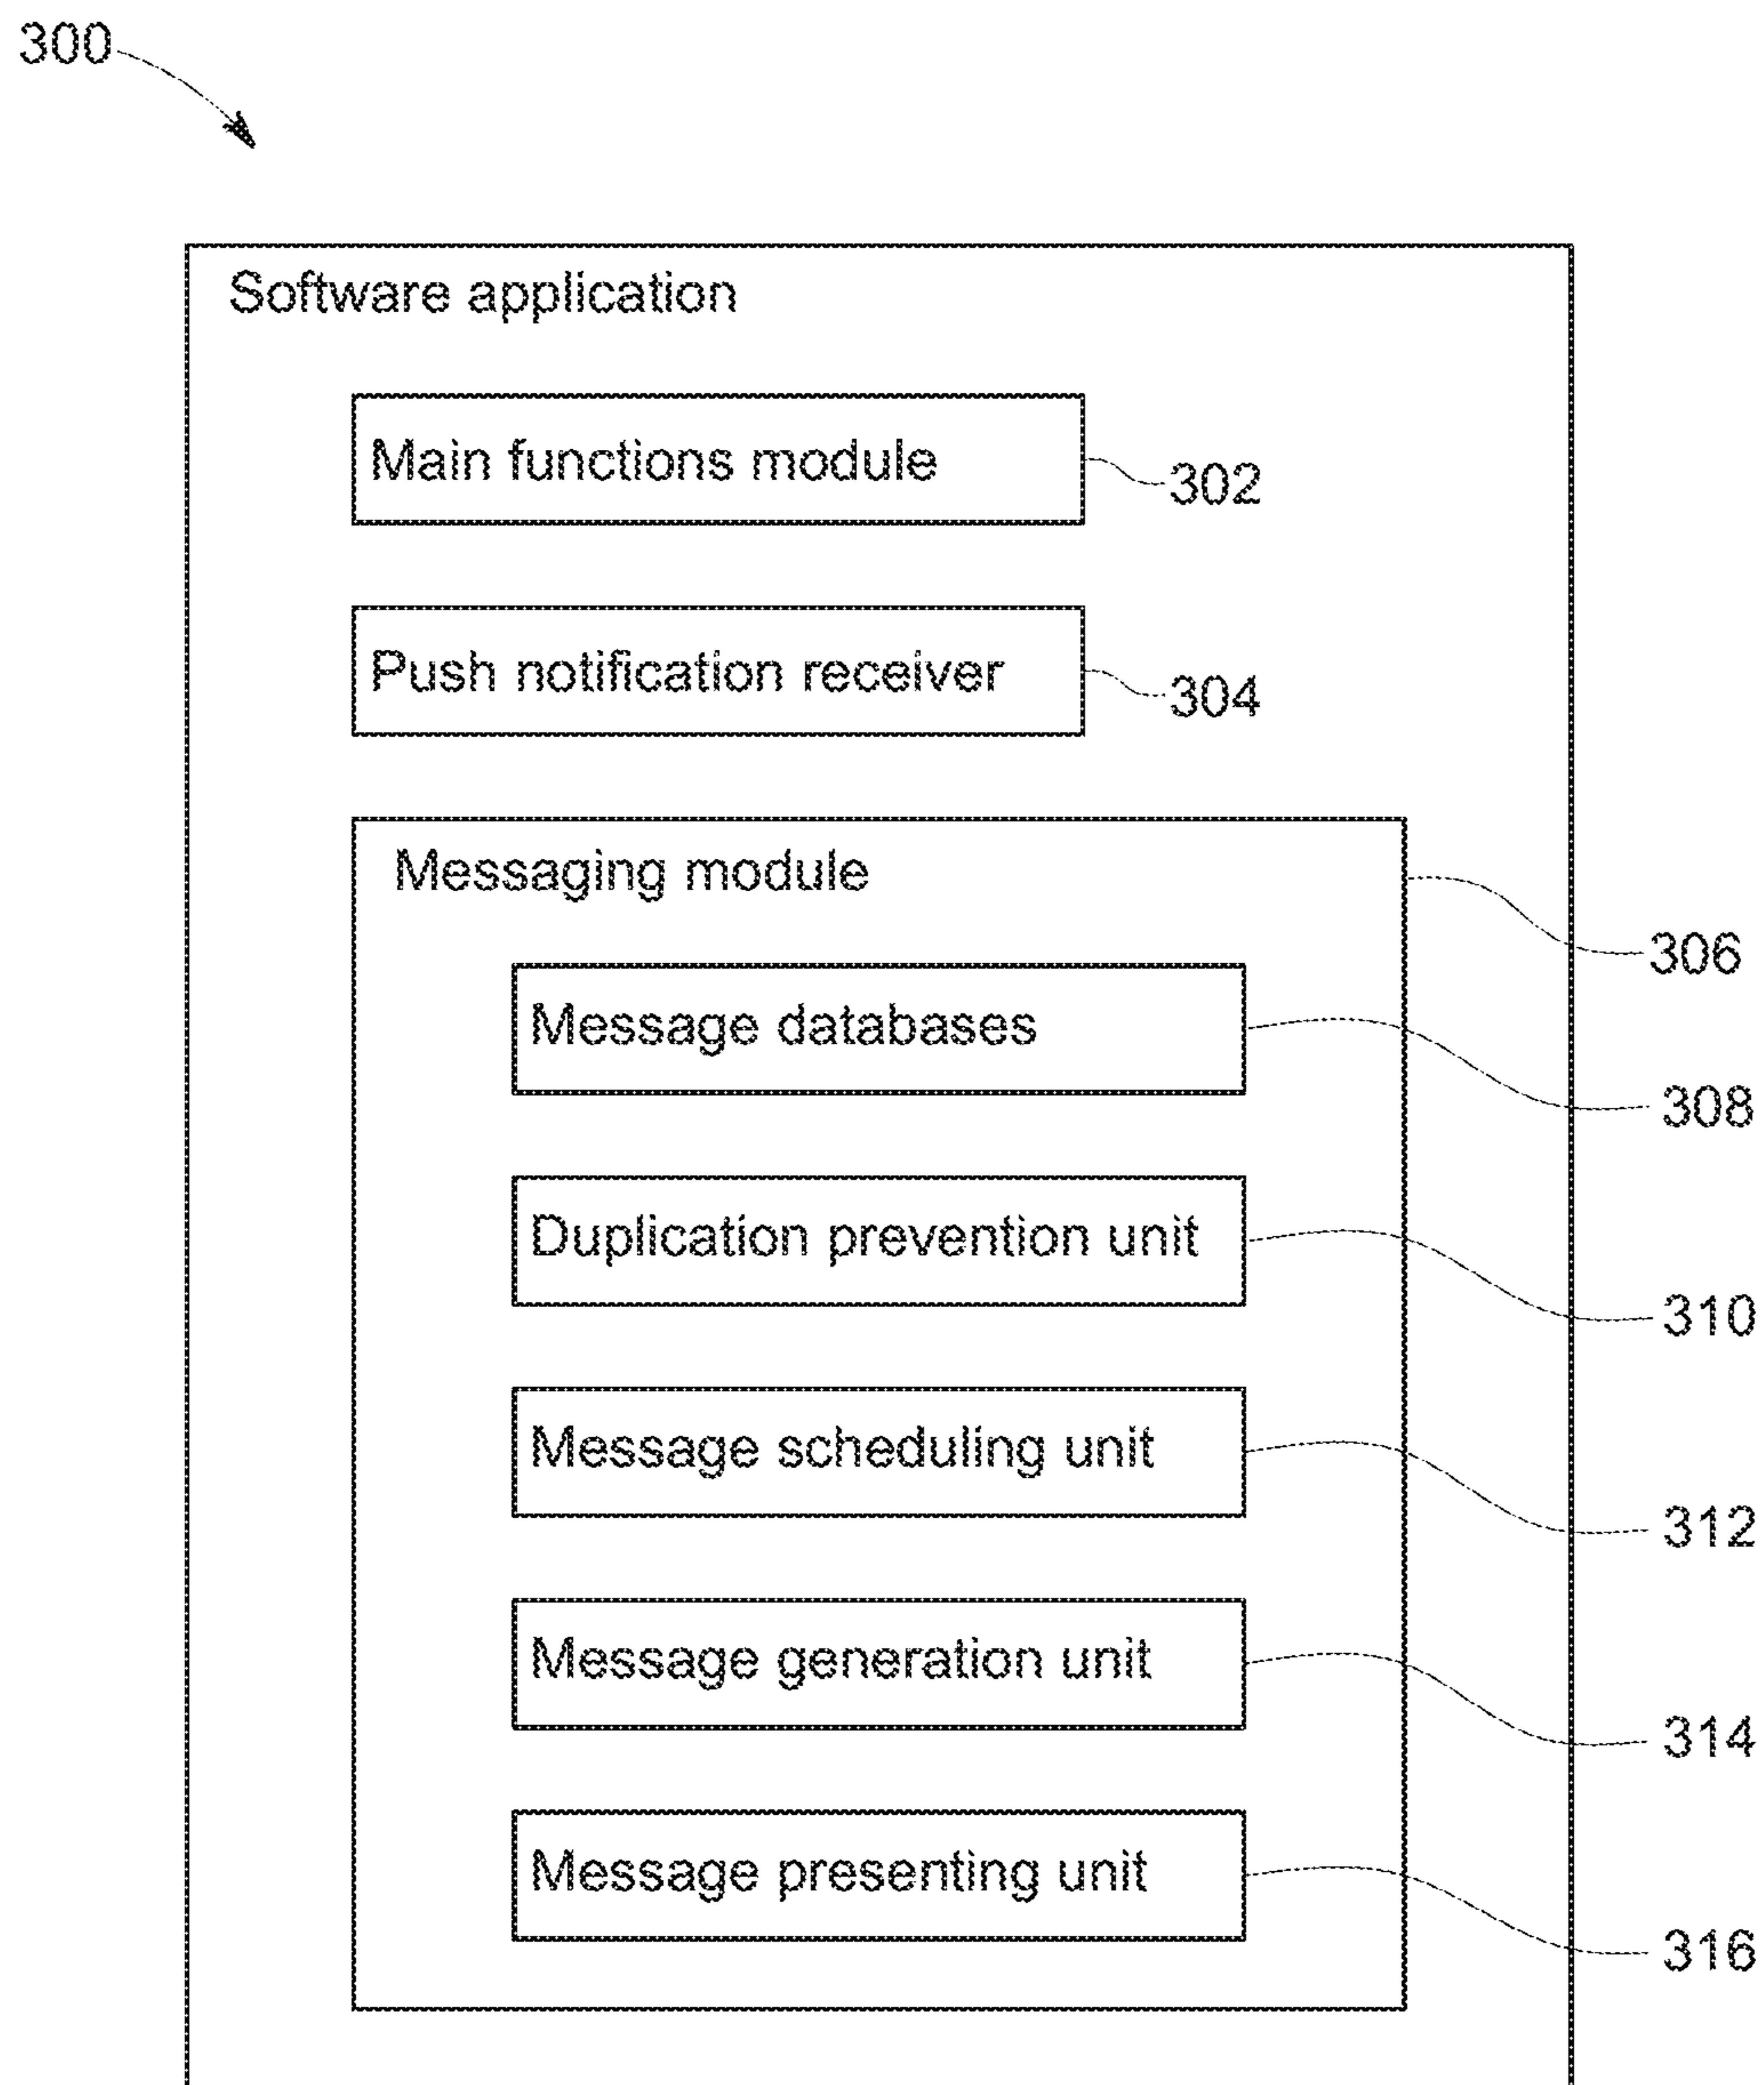 300
Software application
Main functions module
302
Push notification receiver
304
Messaging module
306
Message databases
308
Duplication prevention unit
310
Message scheduling unit
312
Message generation unit
314
Message presenting unit
316